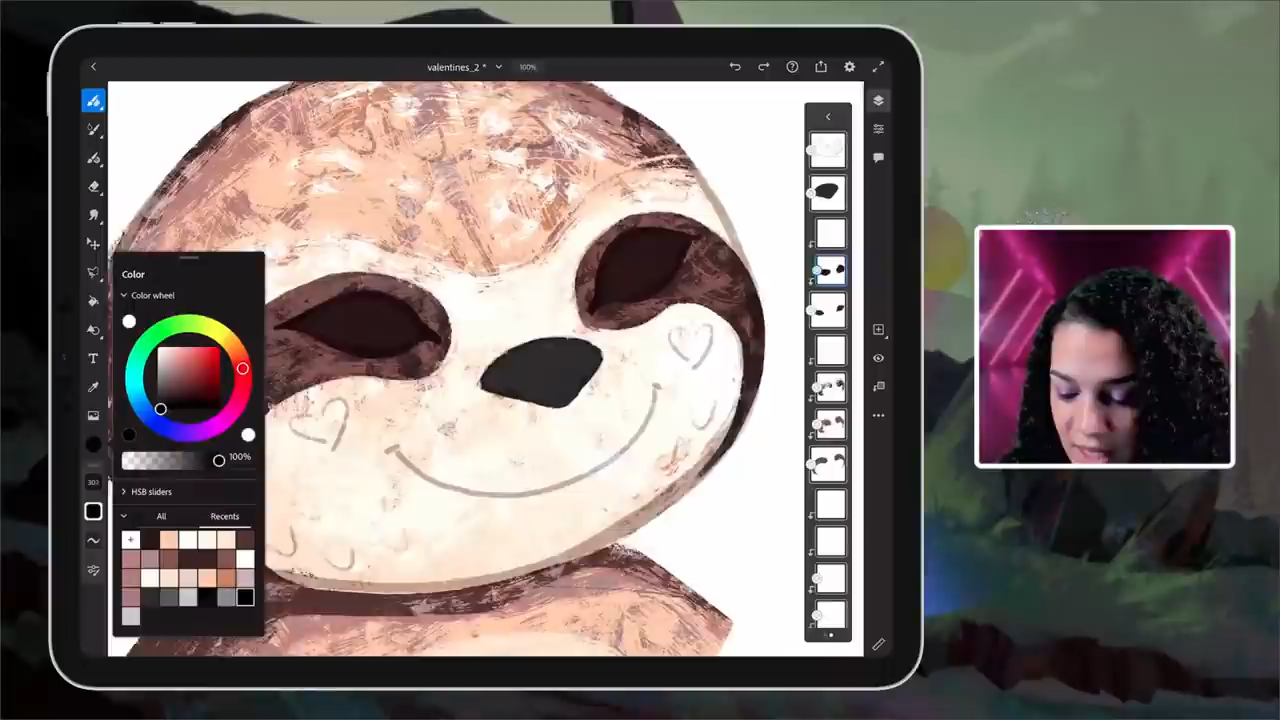 valentines_2 *
100%
Color
Color wheel
100%
HSB sliders
All
Recents